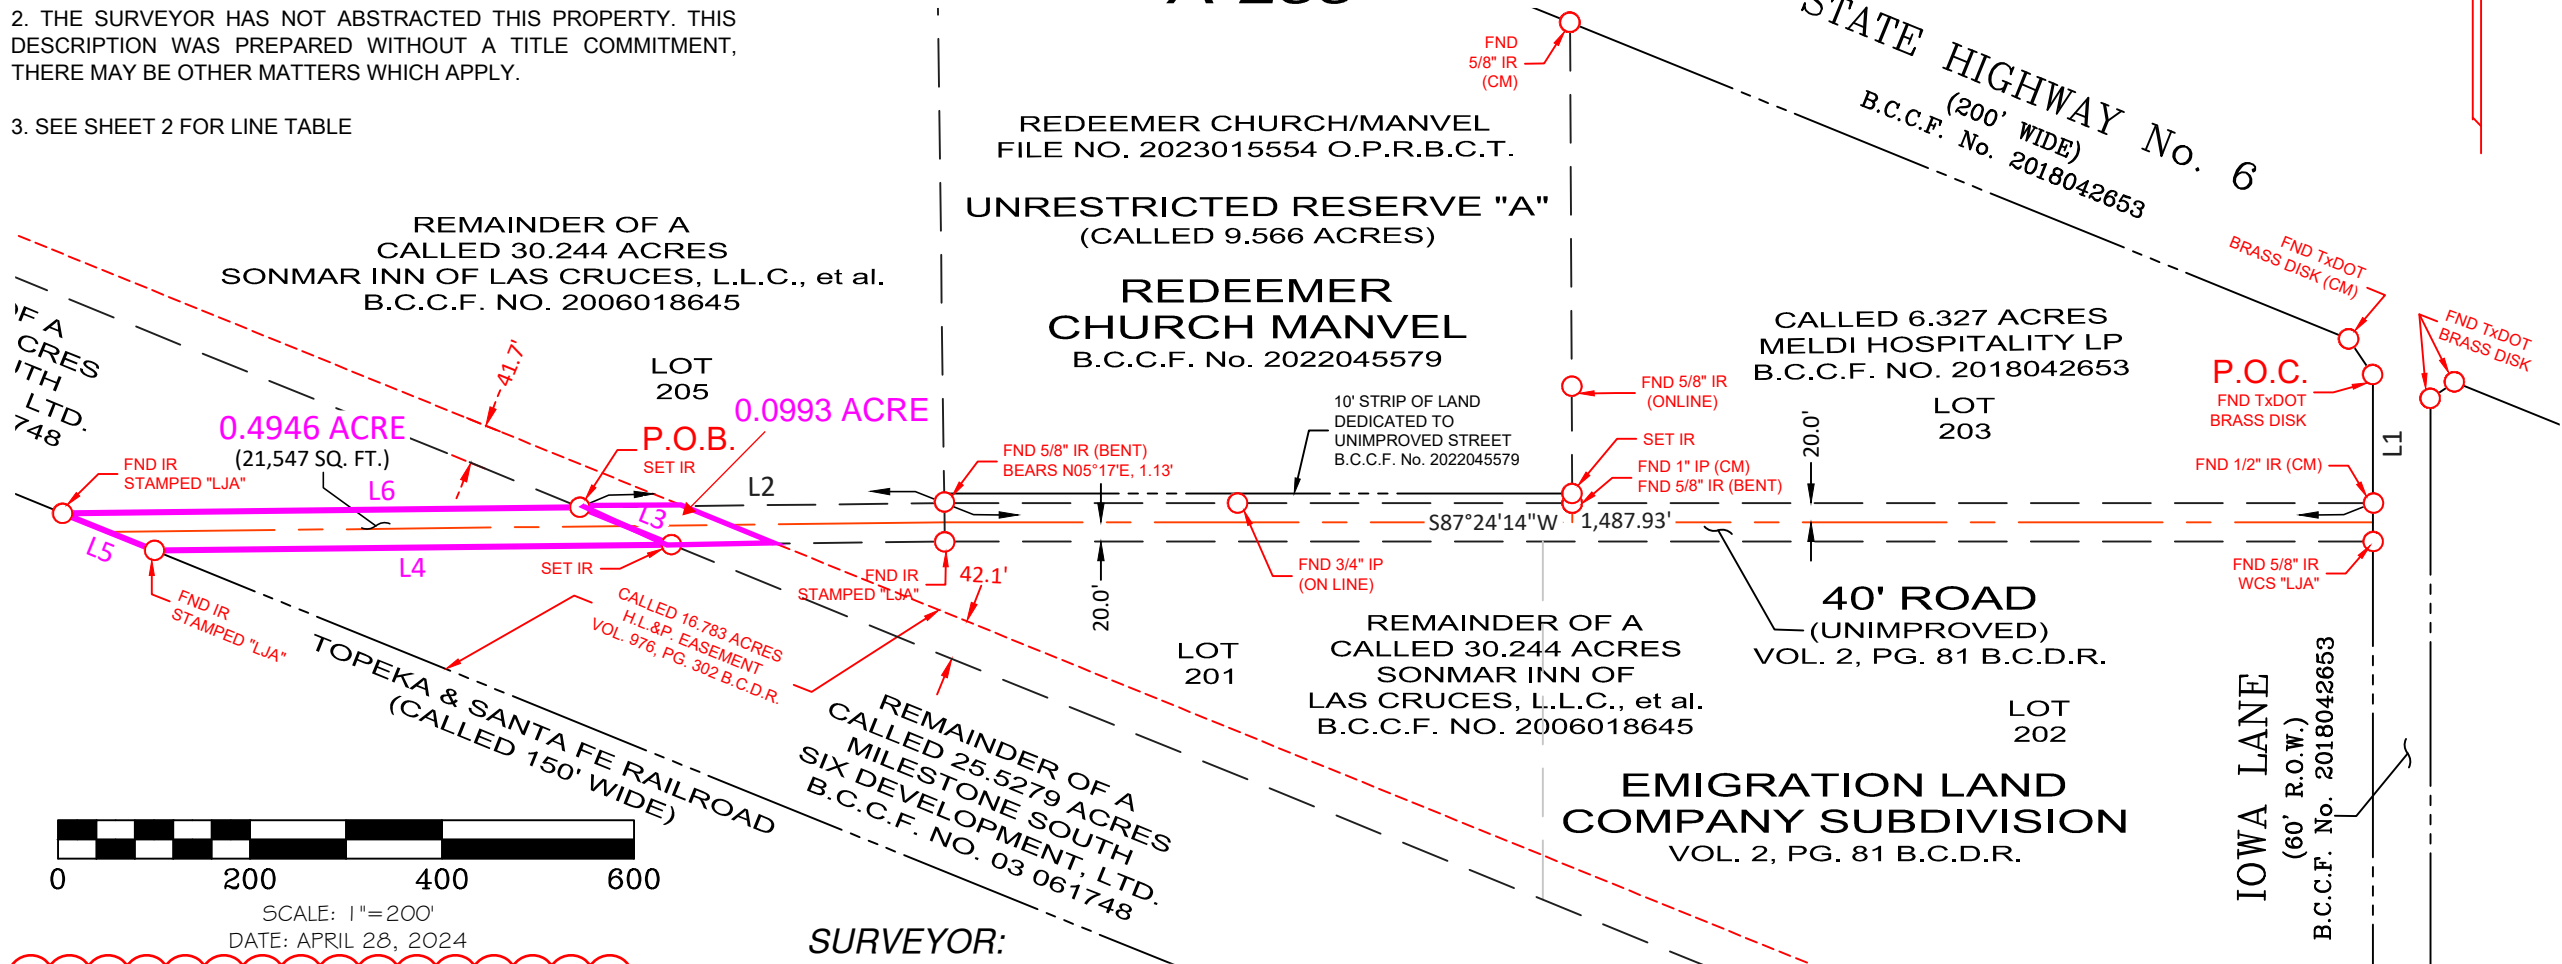 2. THE SURVEYOR HAS NOT ABSTRACTED THIS PROPERTY. THIS
DESCRIPTION WAS PREPARED WITHOUT A TITLE COMMITMENT,
THERE MAY BE OTHER MATTERS WHICH APPLY.
3. SEE SHEET 2 FOR LINE TABLE
FND
5/8" IR
(CM)
STATE HIGHWAY No. 6
(200' WIDE)
B.C.C.F. No. 2018042653
REDEEMER CHURCH/MANVEL
FILE NO. 2023015554 O.P.R.B.C.T.
UNRESTRICTED RESERVE "A"
(CALLED 9.566 ACRES)
REDEEMER
CHURCH MANVEL
B.C.C.F. No. 2022045579
REMAINDER OF A
CALLED 30.244 ACRES
SONMAR INN OF LAS CRUCES, L.L.C., et al.
B.C.C.F. NO. 2006018645
LOT
205
41.7'
OF A
CRES
LTD.
748
0.4946 ACRE
(21,547 SQ. FT.)
0.0993 ACRE
P.O.B.
SET IR
FND IR
STAMPED "LJA"
L6
L2
L3
L5
L4
SET IR
FND IR
STAMPED "LJA"
FND 5/8" IR (BENT)
BEARS N05°17'E, 1.13'
10' STRIP OF LAND
DEDICATED TO
UNIMPROVED STREET
B.C.C.F. No. 2022045579
FND 5/8" IR
(ONLINE)
SET IR
FND 1" IP (CM)
FND 5/8" IR (BENT)
CALLED 6.327 ACRES
MELDI HOSPITALITY LP
B.C.C.F. NO. 2018042653
LOT
203
20.0'
FND TxDOT
BRASS DISK (CM)
FND TxDOT
BRASS DISK
P.O.C.
FND TxDOT
BRASS DISK
L1
FND 1/2" IR (CM)
S87°24'14"W 1,487.93'
FND 3/4" IP
(ON LINE)
FND IR
STAMPED "LJA"
42.1'
20.0'
FND 5/8" IR
WCS "LJA"
40' ROAD
(UNIMPROVED)
VOL. 2, PG. 81 B.C.D.R.
CALLED 16.783 ACRES
H.L.&P. EASEMENT
VOL. 976, PG. 302 B.C.D.R.
TOPEKA & SANTA FE RAILROAD
(CALLED 150' WIDE)
REMAINDER OF A
CALLED 25.5279 ACRES
MILESTONE SOUTH
SIX DEVELOPMENT, LTD.
B.C.C.F. NO. 03 061748
LOT
201
REMAINDER OF A
CALLED 30.244 ACRES
SONMAR INN OF
LAS CRUCES, L.L.C., et al.
B.C.C.F. NO. 2006018645
LOT
202
EMIGRATION LAND
COMPANY SUBDIVISION
VOL. 2, PG. 81 B.C.D.R.
IOWA LANE
(60' R.O.W.)
B.C.C.F. No. 2018042653
0 200 400 600
SCALE: 1"=200'
DATE: APRIL 28, 2024
SURVEYOR: